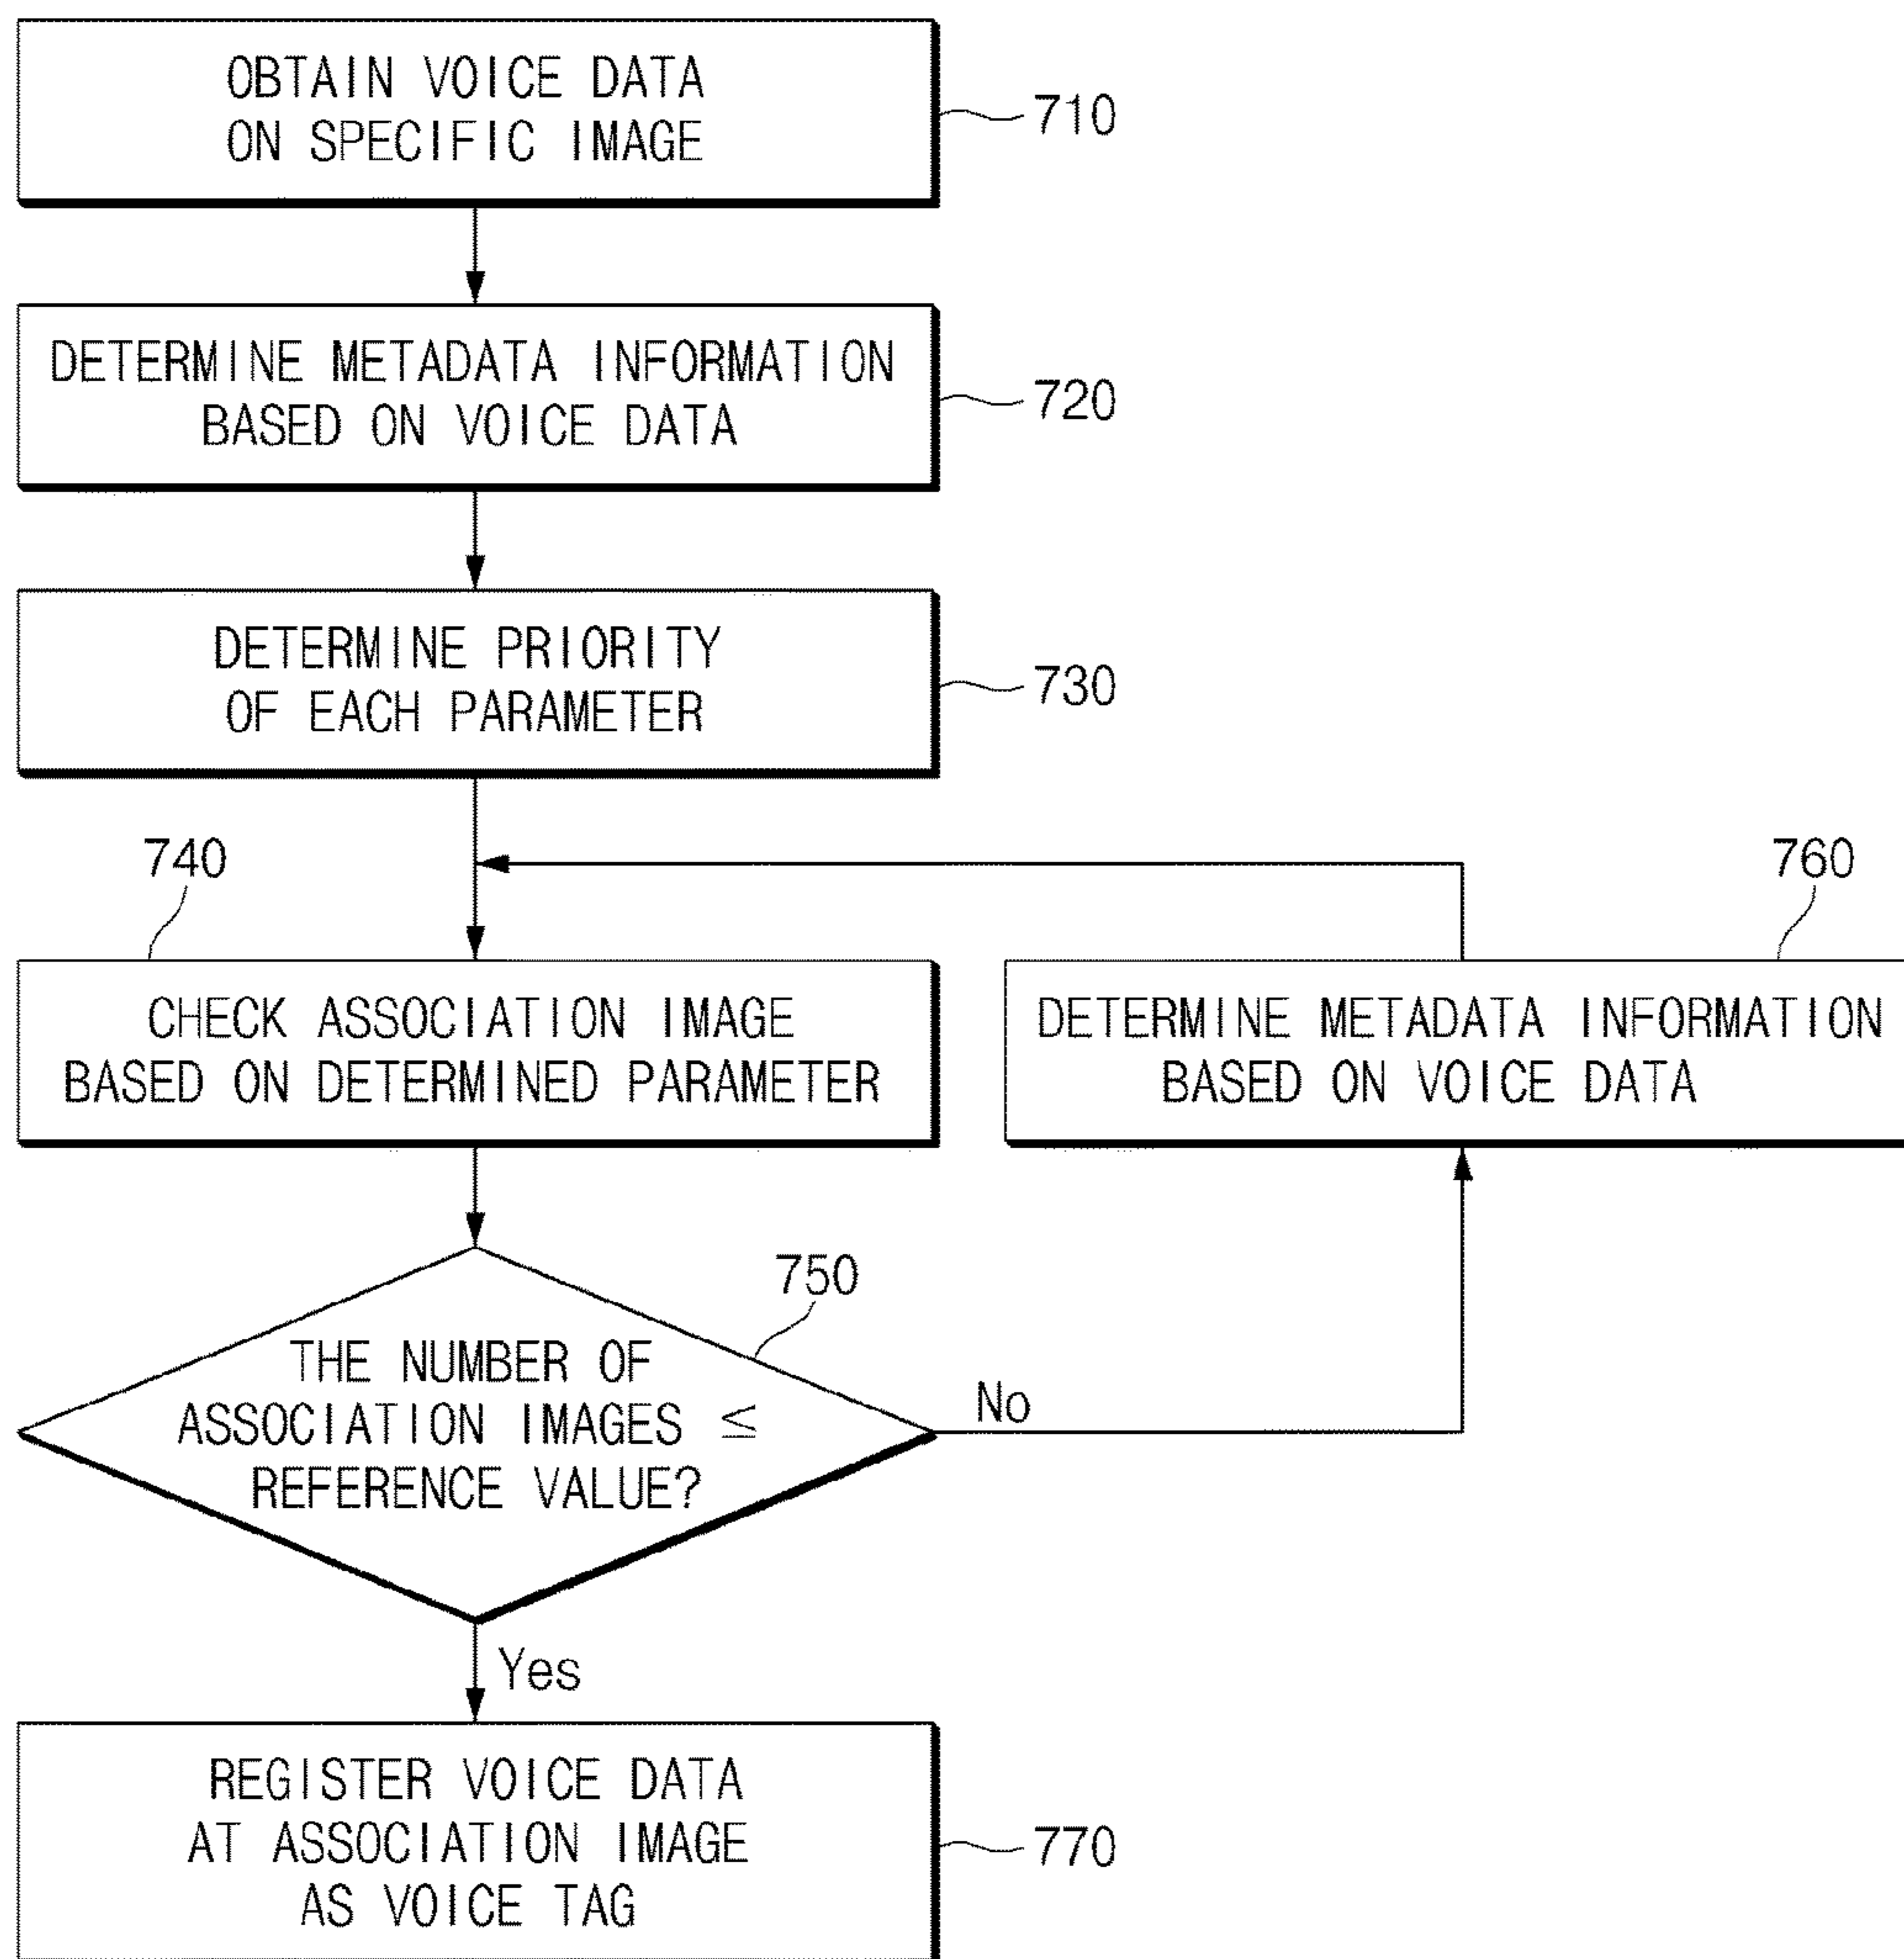 OBTAIN VOICE DATA
ON SPECIFIC IMAGE
710
DETERMINE METADATA INFORMATION
BASED ON VOICE DATA
720
DETERMINE PRIORITY
OF EACH PARAMETER
730
740
760
CHECK ASSOCIATION IMAGE
BASED ON DETERMINED PARAMETER
DETERMINE METADATA INFORMATION
BASED ON VOICE DATA
750
THE NUMBER OF
ASSOCIATION IMAGES ≤
REFERENCE VALUE?
No
Yes
REGISTER VOICE DATA
AT ASSOCIATION IMAGE
AS VOICE TAG
770